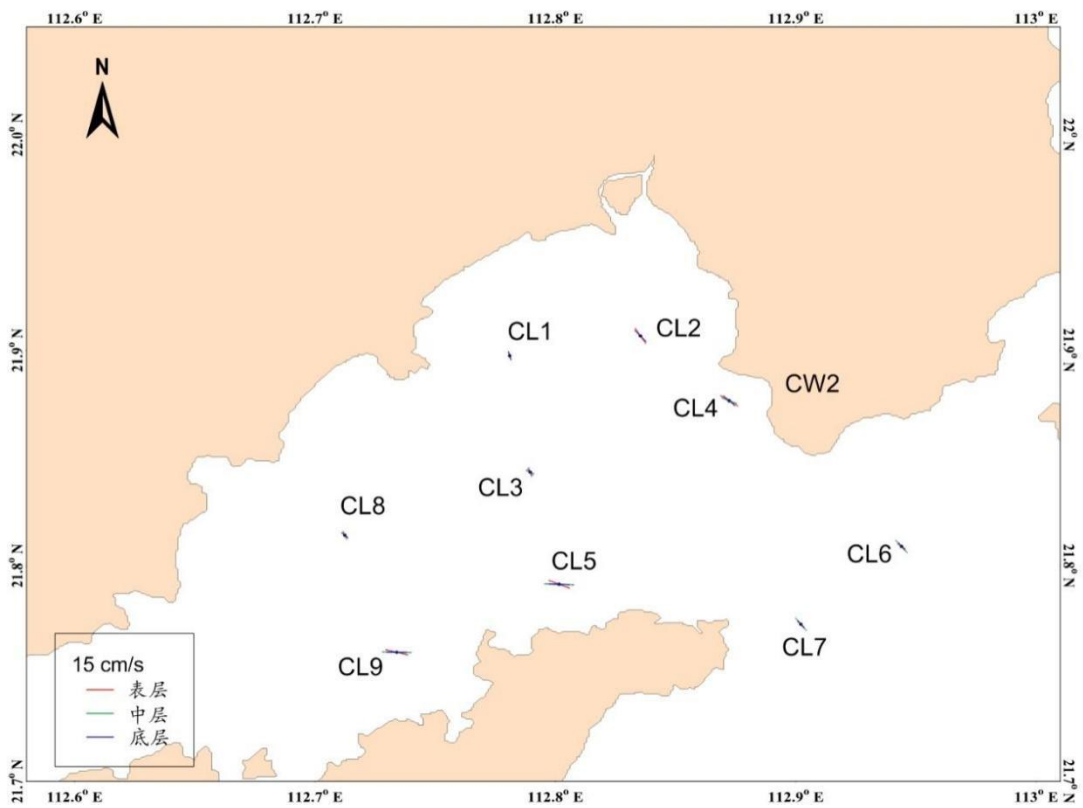 112.6° E 112.7° E 112.8° E 112.9° E 113° E
N
22.0° N 22° N
CL1 CL2
21.9° N 21.9° N
CW2
CL4
CL3
CL8
CL6
CL5
21.8° N 21.8° N
CL7
CL9
15 cm/s
表层
中层
底层
21.7° N 21.7° N
112.6° E 112.7° E 112.8° E 112.9° E 113° E